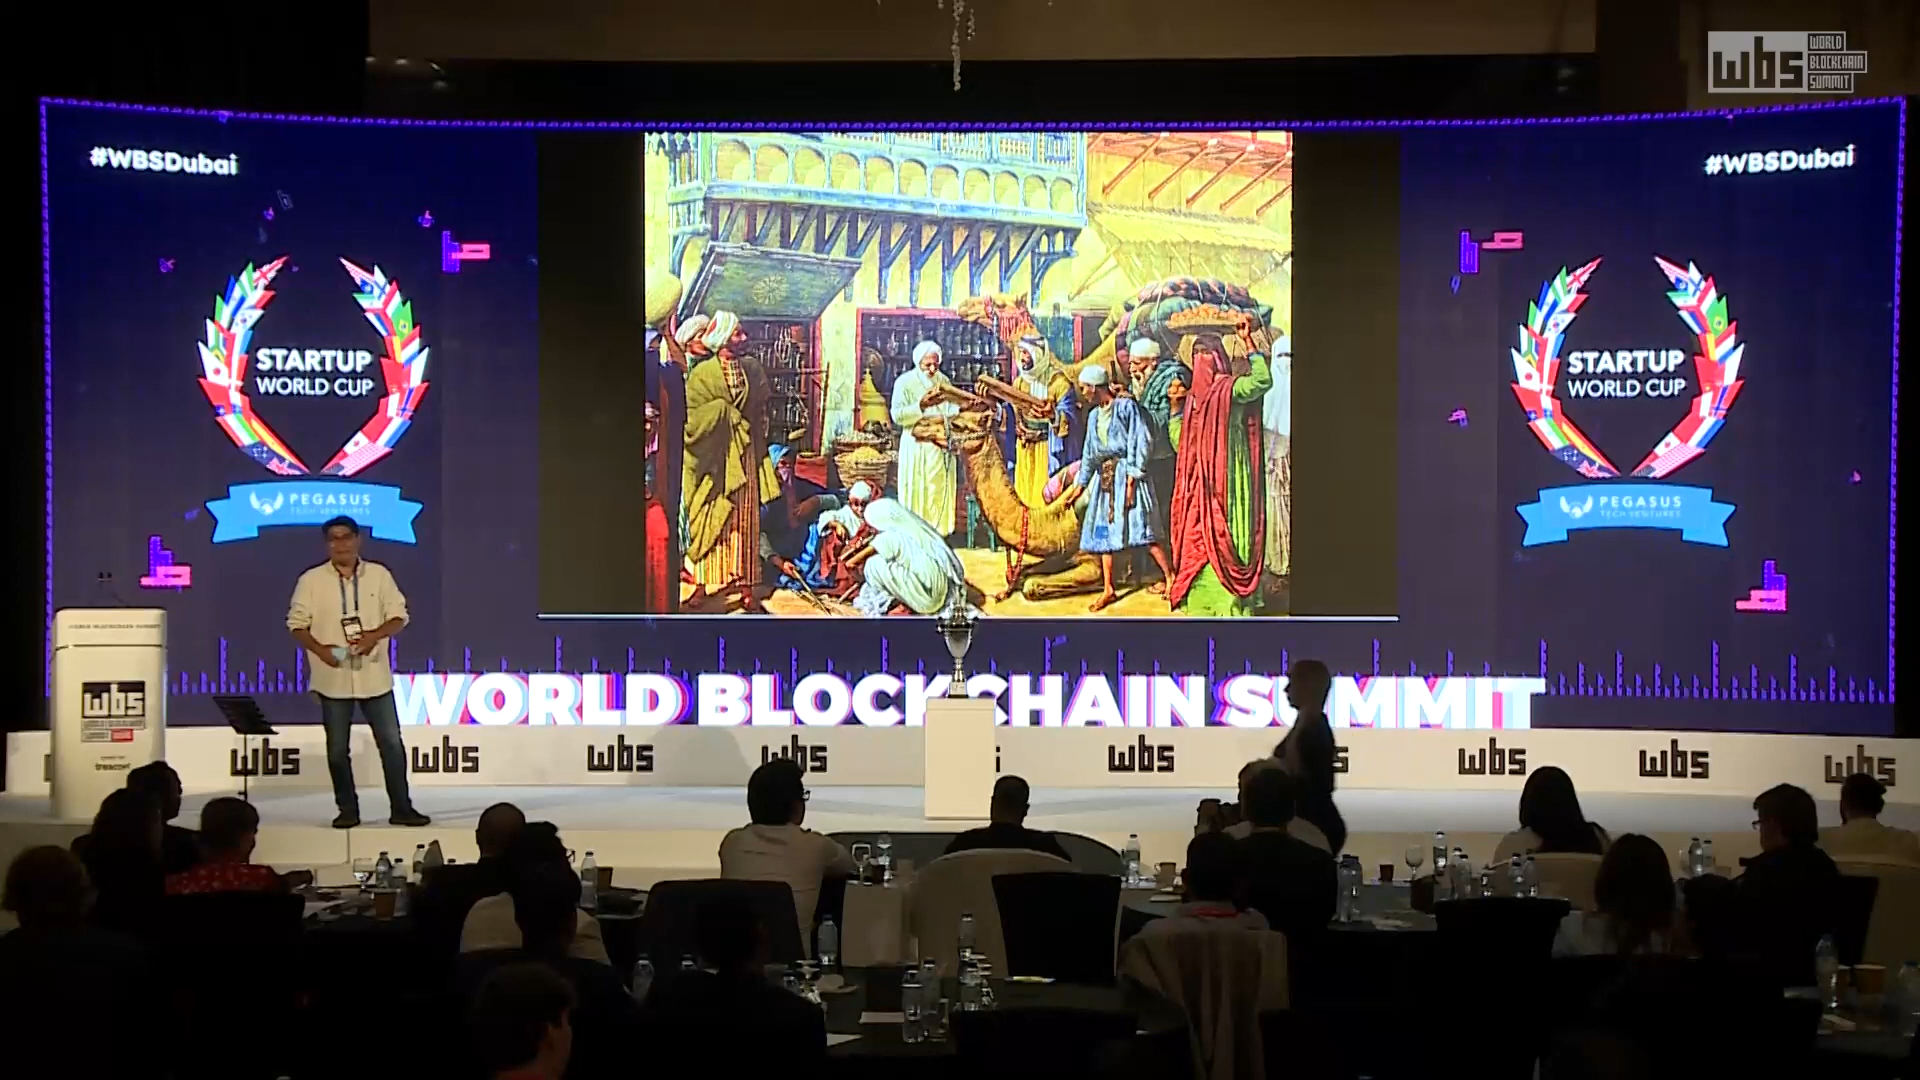 wbs WORLD
BLOCKCHAIN
SUMMIT
#WBSDubai
#WBSDubai
STARTUP
WORLD CUP
PEGASUS
TECH VENTURES
STARTUP
WORLD CUP
PEGASUS
TECH VENTURES
WORLD BLOCKCHAIN SUMMIT
wbs
wbs
wbs
wbs
wbs
wbs
wbs
wbs
wbs